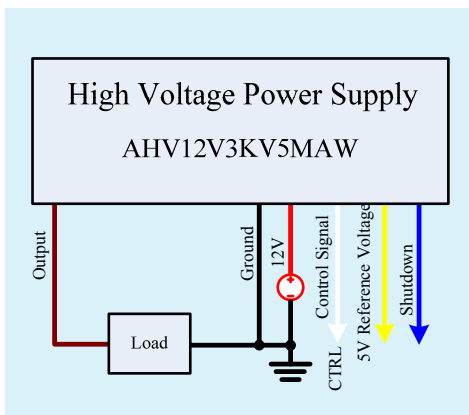 High Voltage Power Supply
AHV12V3KV5MAW
Output
Ground
12V
Control Signal
5V Reference Voltage
Shutdown
Load
CTRL